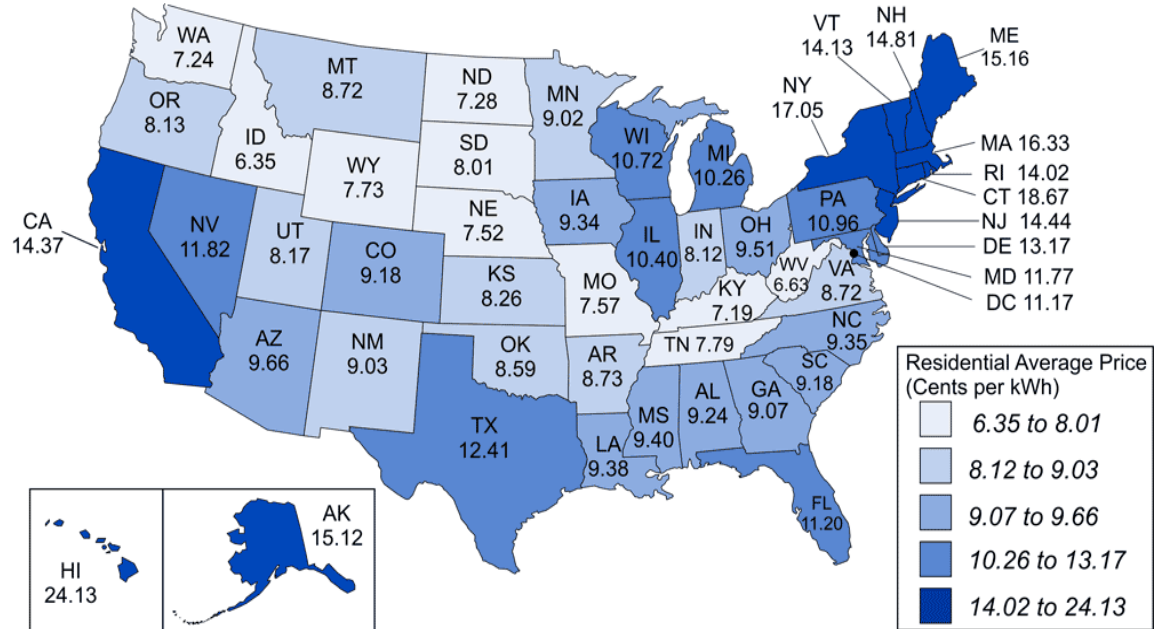 WA
7.24
MT
8.72
ND
7.28
MN
9.02
VT
14.13
NH
14.81
ME
15.16
OR
8.13
ID
6.35
WY
7.73
SD
8.01
WI
10.72
MI
10.26
NY
17.05
MA 16.33
RI 14.02
CT 18.67
NJ 14.44
DE 13.17
MD 11.77
DC 11.17
CA
14.37
NV
11.82
UT
8.17
CO
9.18
NE
7.52
IA
9.34
IL
10.40
IN
8.12
OH
9.51
PA
10.96
KS
8.26
MO
7.57
KY
7.19
WV
6.63
VA
8.72
AZ
9.66
NM
9.03
OK
8.59
AR
8.73
TN 7.79
NC
9.35
SC
9.18
TX
12.41
LA
9.38
MS
9.40
AL
9.24
GA
9.07
FL
11.20
HI
24.13
AK
15.12
Residential Average Price
(Cents per kWh)
6.35 to 8.01
8.12 to 9.03
9.07 to 9.66
10.26 to 13.17
14.02 to 24.13